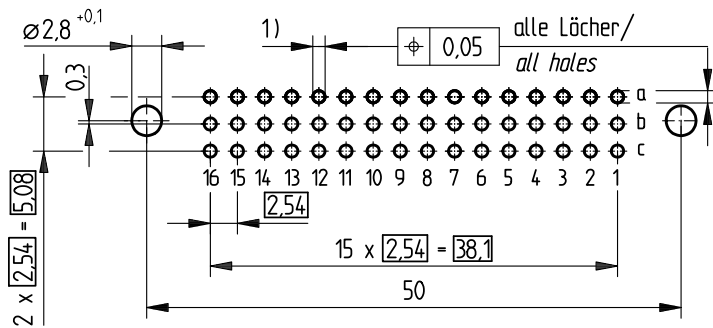 ⌀2,8 +0,1
1)
⌖ 0,05
alle Löcher/
all holes
0,3
a
b
c
16 15 14 13 12 11 10 9 8 7 6 5 4 3 2 1
2,54
2 x 2,54 = 5,08
15 x 2,54 = 38,1
50